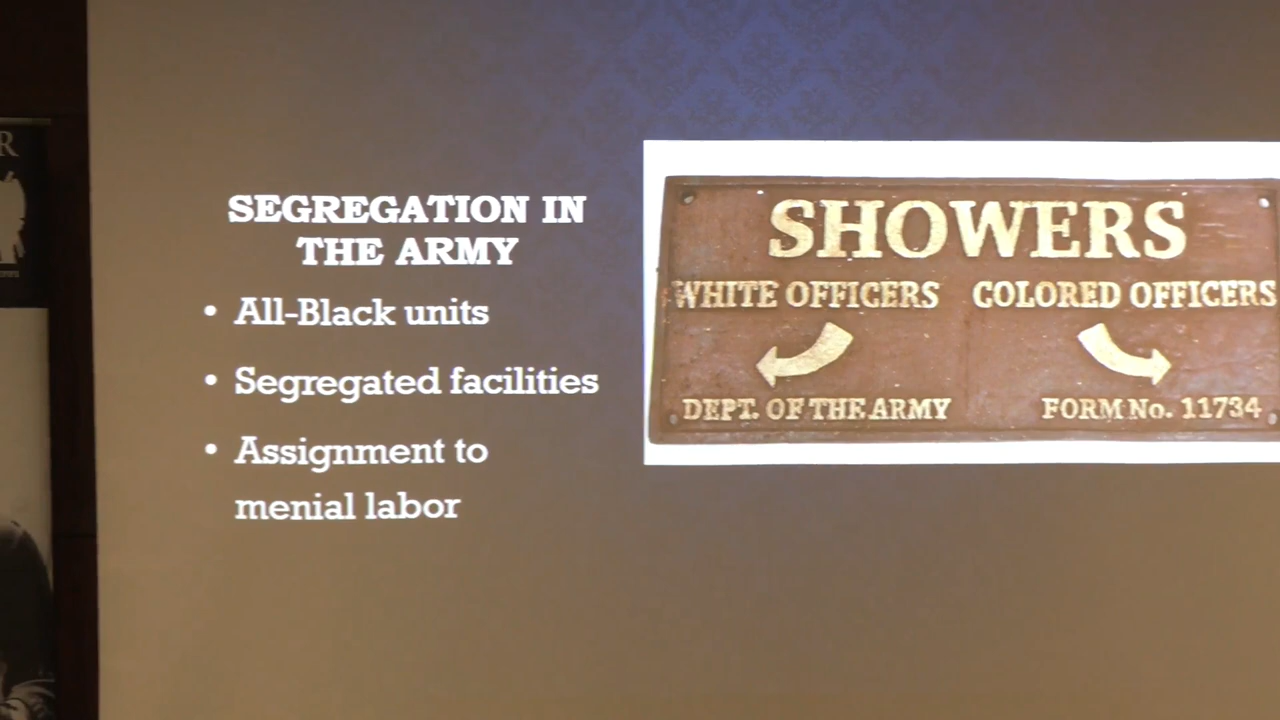 SEGREGATION IN
THE ARMY
• All-Black units
• Segregated facilities
• Assignment to
menial labor
SHOWERS
WHITE OFFICERS COLORED OFFICERS
DEPT. OF THE ARMY FORM No. 11734
R